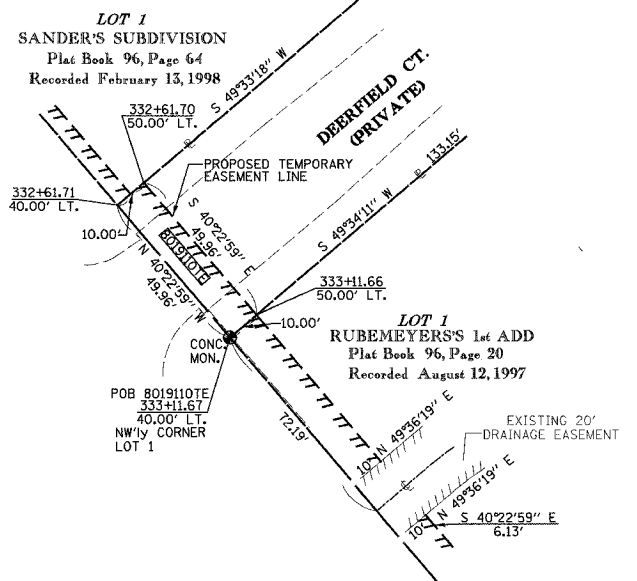 LOT 1
SANDER'S SUBDIVISION
Plat Book 96, Page 64
Recorded February 13, 1998
S 49°33'18" W
DEERFIELD CT.
(PRIVATE)
332+61.70
50.00' LT.
133.15'
PROPOSED TEMPORARY
EASEMENT LINE
332+61.71
40.00' LT.
10.00'
S 40°22'59" E
49.96'
8019110TE
S 49°34'11" W
N 40°22'59" W
49.96'
333+11.66
50.00' LT.
10.00'
LOT 1
RUBEMEYERS'S 1st ADD
Plat Book 96, Page 20
Recorded August 12, 1997
CONC.
MON.
POB 8019110TE
333+11.67
40.00' LT.
NW'ly CORNER
LOT 1
72.19'
EXISTING 20'
DRAINAGE EASEMENT
10'
N 49°36'19" E
10'
N 49°36'19" E
S 40°22'59" E
6.13'